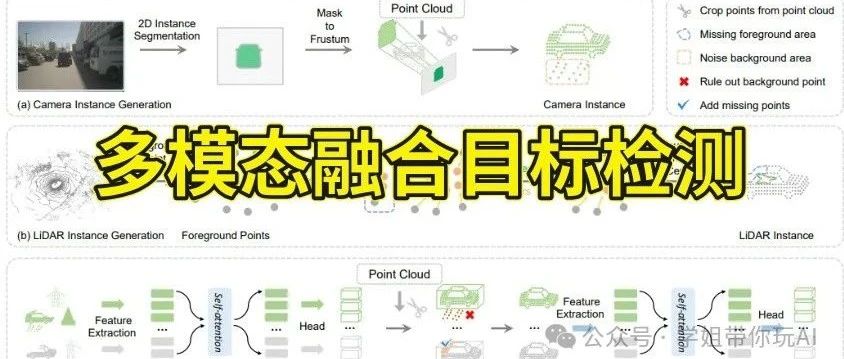 2D Instance
Segmentation
Mask
to
Frustum
Point Cloud
Crop points from point cloud
Missing foreground area
Noise background area
Rule out background point
Add missing points
(a) Camera Instance Generation
Camera Instance
多模态融合目标检测
(b) LiDAR Instance Generation
Foreground Points
LiDAR Instance
Point Cloud
Feature
Extraction
Self-attention
Head
...
...
...
...
Feature
Extraction
Self-attention
Head
...
...
公众号 · 学姐带你玩AI